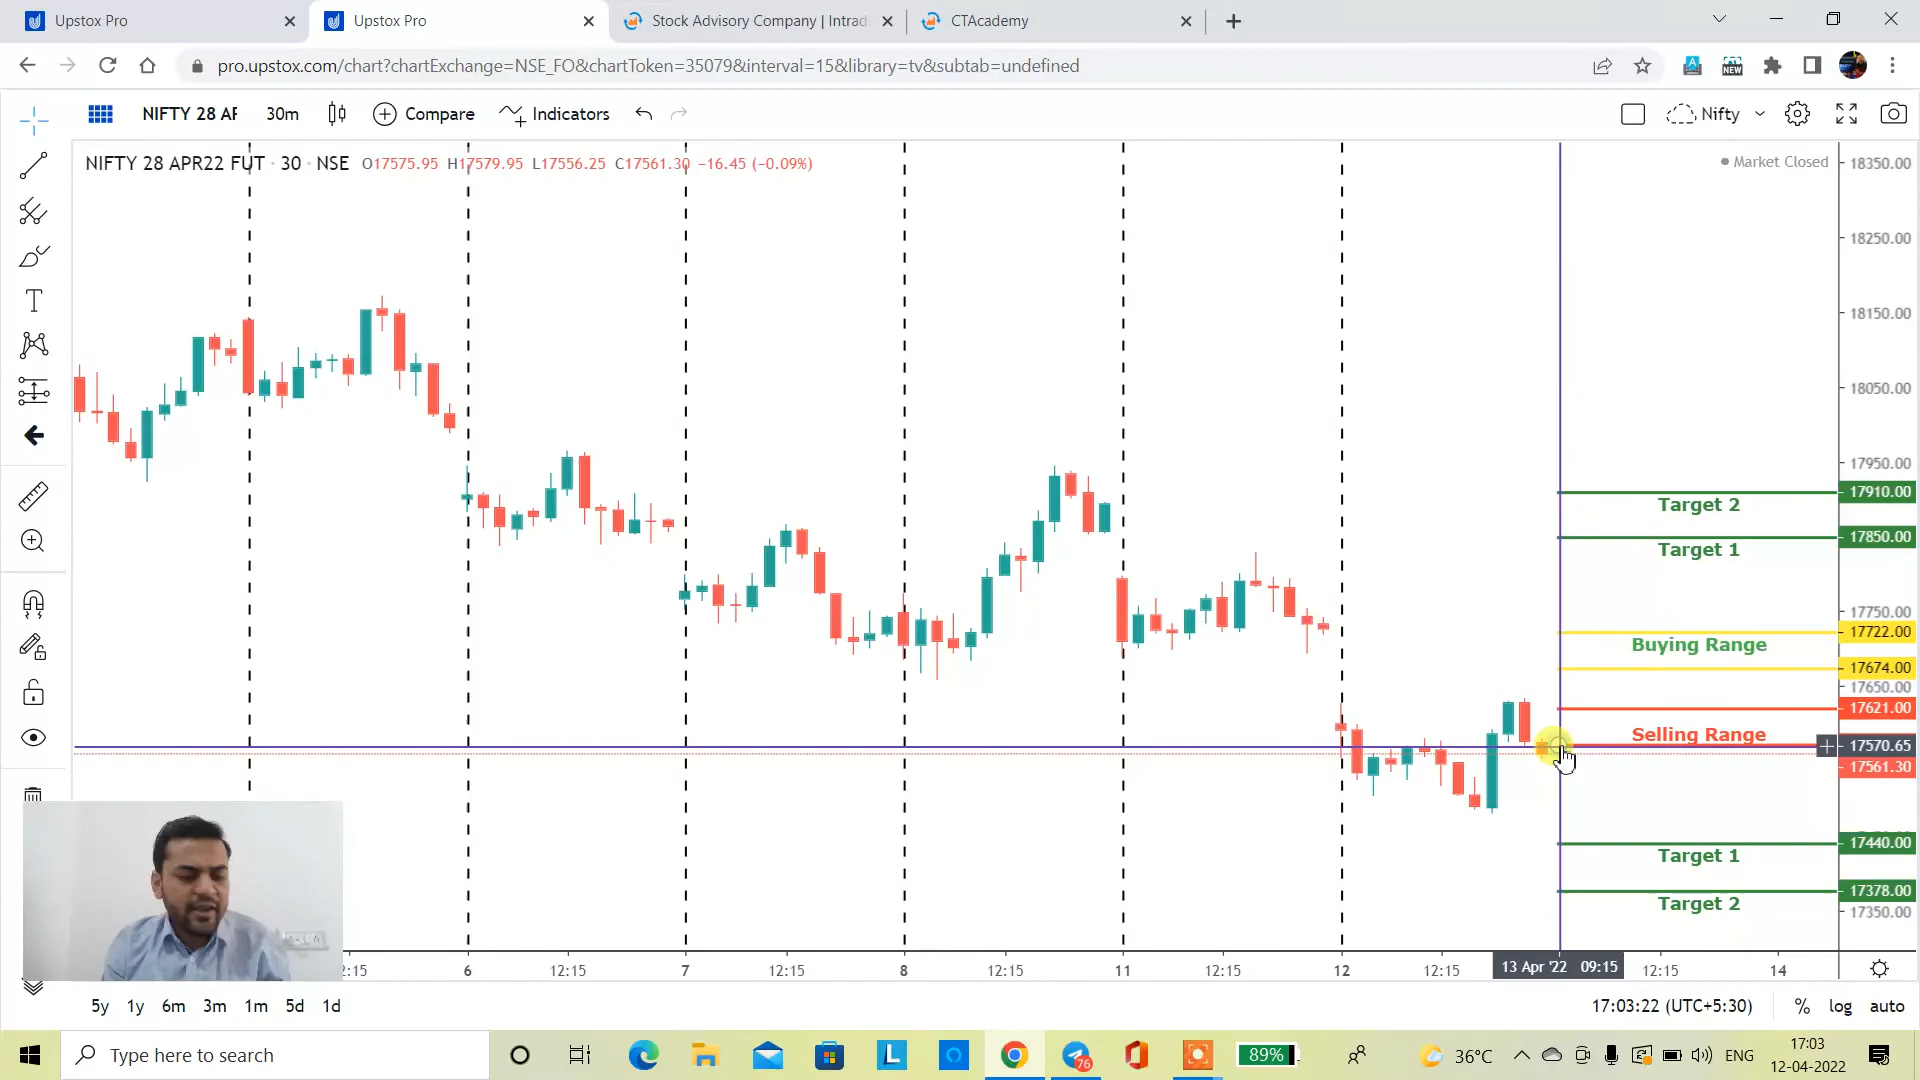 Upstox Pro
Upstox Pro
Stock Advisory Company | Intrad
CTAcademy
pro.upstox.com/chart?chartExchange=NSE_FO&chartToken=35079&interval=15&library=tv&subtab=undefined
NEW
NIFTY 28 AF
30m
Compare
Indicators
Nifty
NIFTY 28 APR22 FUT · 30 · NSE O17575.95 H17579.95 L17556.25 C17561.30 −16.45 (−0.09%)
Market Closed
18350.00
18250.00
18150.00
18050.00
17950.00
17910.00
Target 2
17850.00
Target 1
17750.00
17722.00
Buying Range
17674.00
17650.00
17621.00
Selling Range
17570.65
17561.30
17440.00
Target 1
17378.00
Target 2
17350.00
2:15 6 12:15 7 12:15 8 12:15 11 12:15 12 12:15 13 Apr '22 09:15 12:15 14
5y 1y 6m 3m 1m 5d 1d
17:03:22 (UTC+5:30) % log auto
Type here to search
L
76
89%
36°C
ENG
17:03
12-04-2022